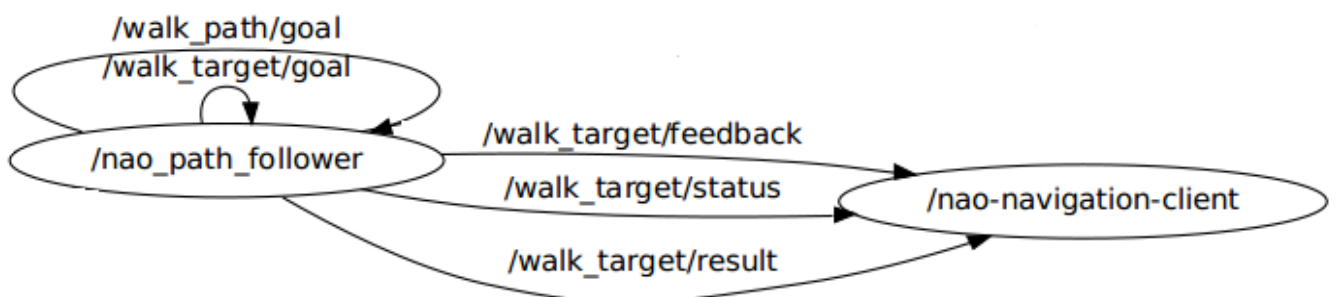 /walk_path/goal
/walk_target/goal
/nao_path_follower
/walk_target/feedback
/walk_target/status
/nao-navigation-client
/walk_target/result